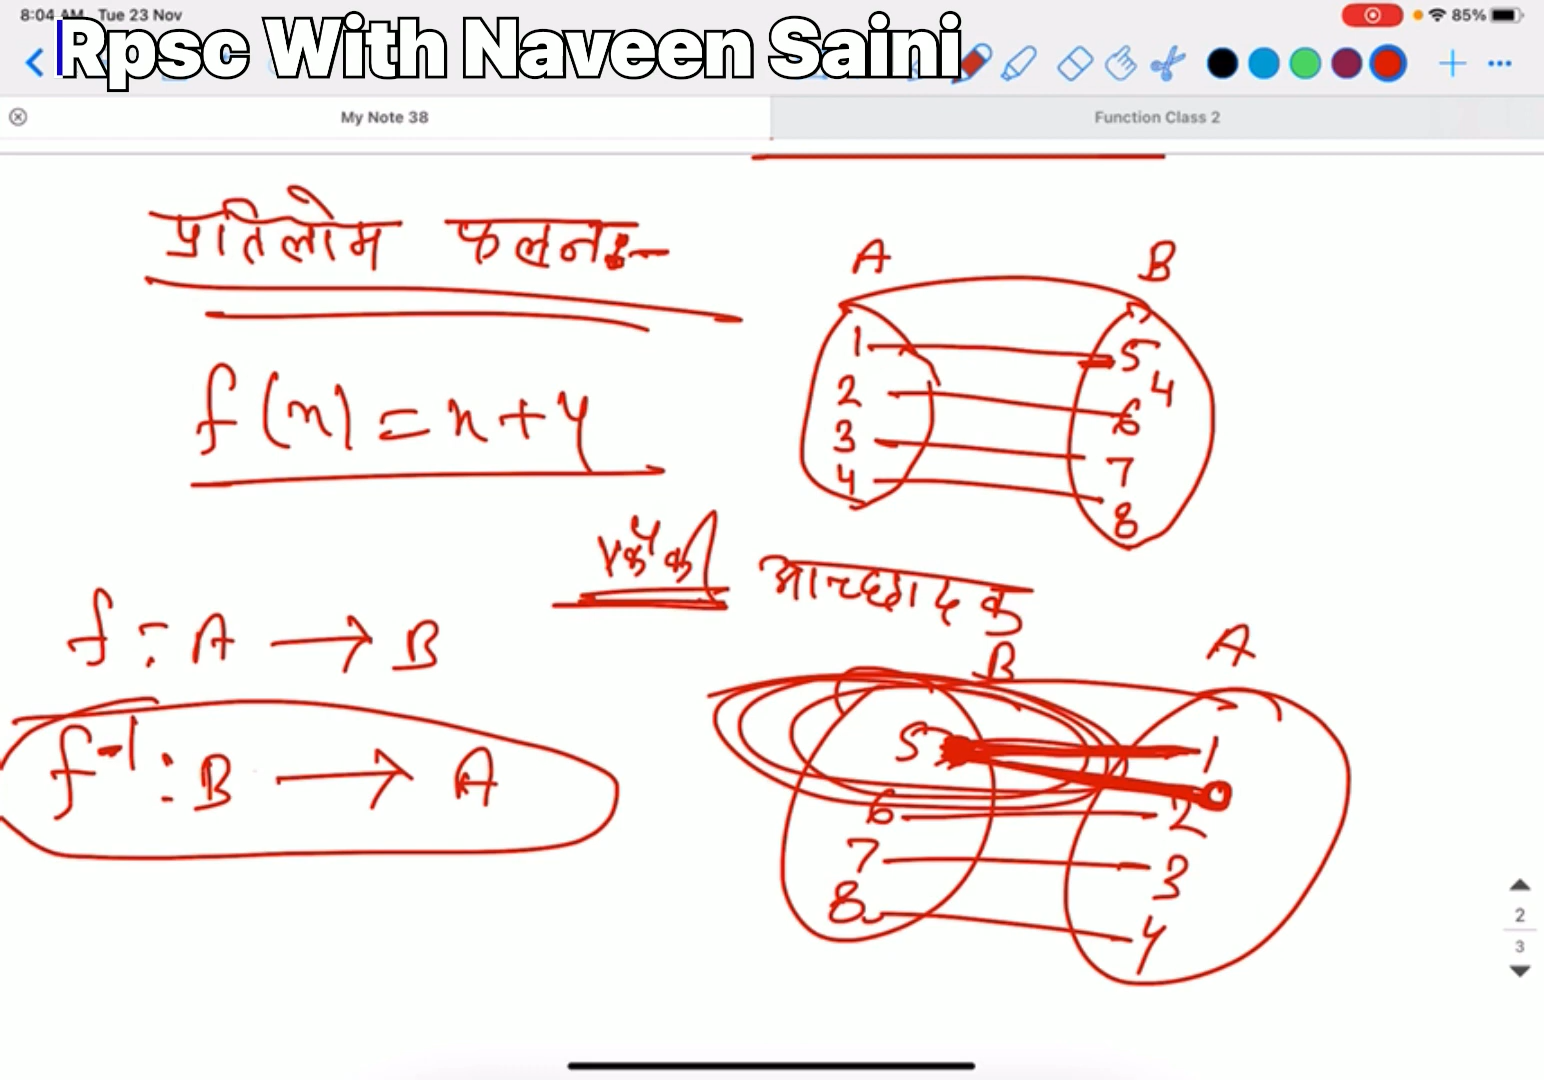 8:04 AM Tue 23 Nov
85%
Rpsc With Naveen Saini
My Note 38
Function Class 2
प्रतिलोम फलन:-
A B
1 5
4
2 6
3 7
4 8
f(x) = x+4
एकैकी आच्छादक
f : A → B
f⁻¹ : B → A
B A
5 1
6 2
7 3
8 4
2
3